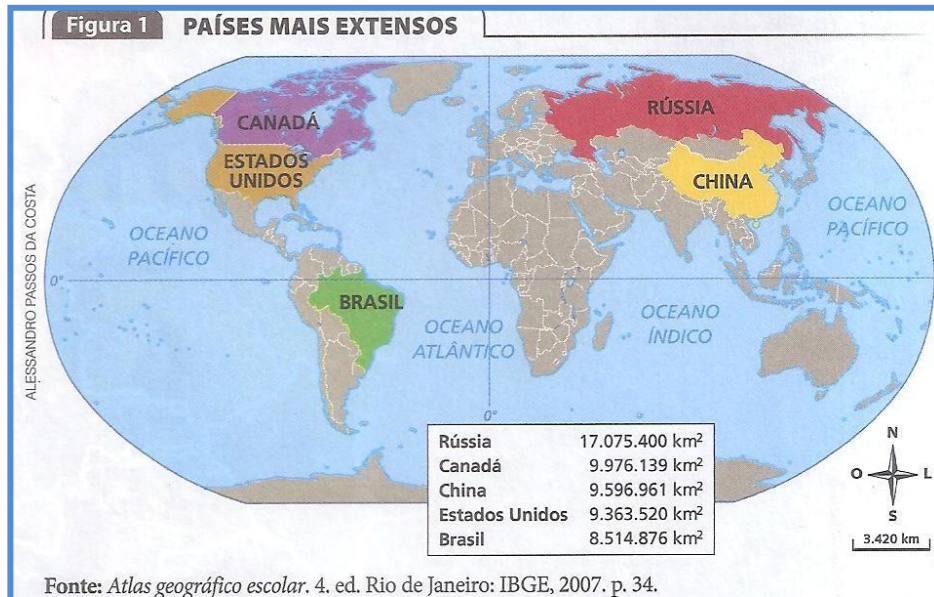 Figura 1 PAÍSES MAIS EXTENSOS
CANADÁ
RÚSSIA
ESTADOS
UNIDOS
CHINA
OCEANO
PACÍFICO
OCEANO
PACÍFICO
0°
BRASIL
OCEANO
ATLÂNTICO
OCEANO
ÍNDICO
0°
ALESSANDRO PASSOS DA COSTA
Rússia 17.075.400 km²
Canadá 9.976.139 km²
China 9.596.961 km²
Estados Unidos 9.363.520 km²
Brasil 8.514.876 km²
N
O L
S
3.420 km
Fonte: Atlas geográfico escolar. 4. ed. Rio de Janeiro: IBGE, 2007. p. 34.